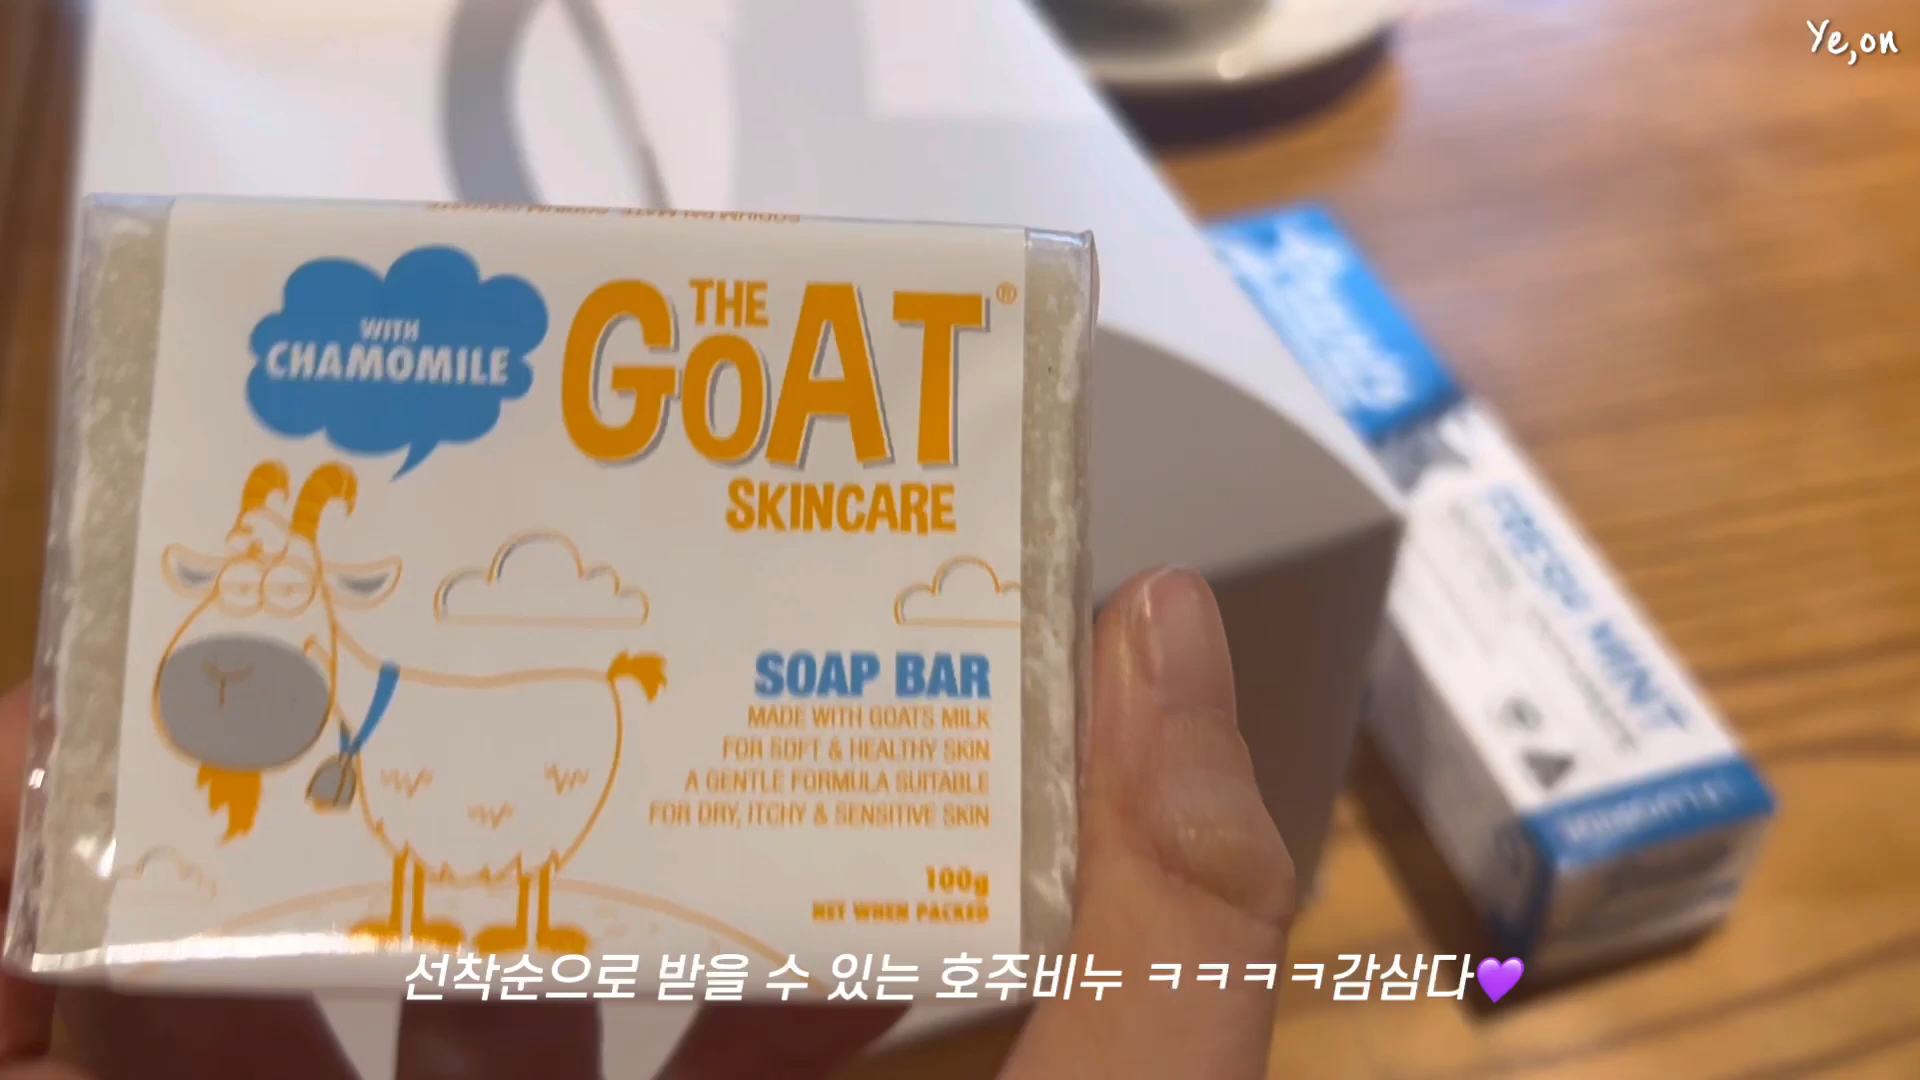 Ye,on
WITH
CHAMOMILE
THE
GOAT®
SKINCARE
SOAP BAR
MADE WITH GOATS MILK
FOR SOFT & HEALTHY SKIN
A GENTLE FORMULA SUITABLE
FOR DRY, ITCHY & SENSITIVE SKIN
100g
NET WHEN PACKED
FRESH MINT
선착순으로 받을 수 있는 호주비누 ㅋㅋㅋㅋ감삼다💜